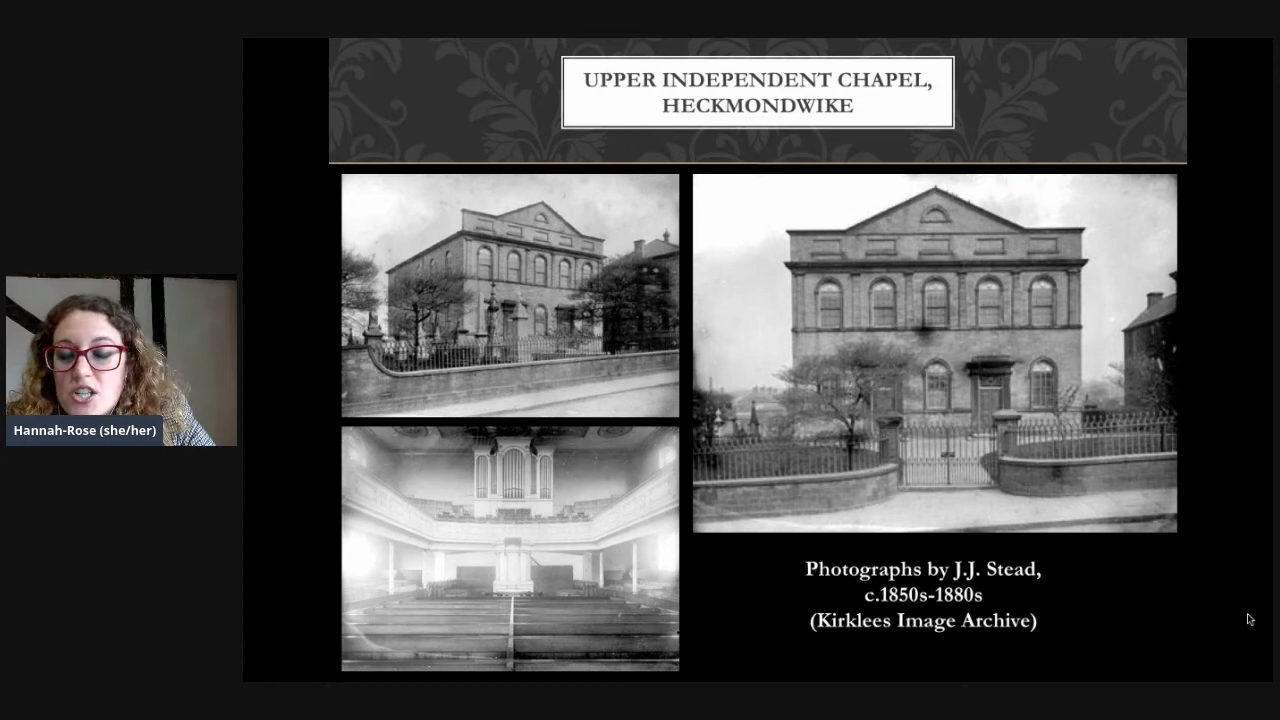 UPPER INDEPENDENT CHAPEL,
HECKMONDWIKE
Hannah-Rose (she/her)
Photographs by J.J. Stead,
c.1850s-1880s
(Kirklees Image Archive)